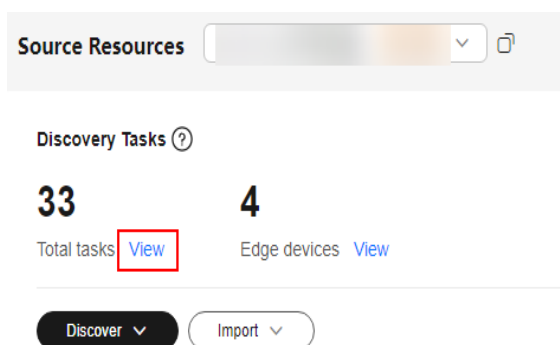 Source Resources
Discovery Tasks ?
33 4
Total tasks View Edge devices View
Discover Import